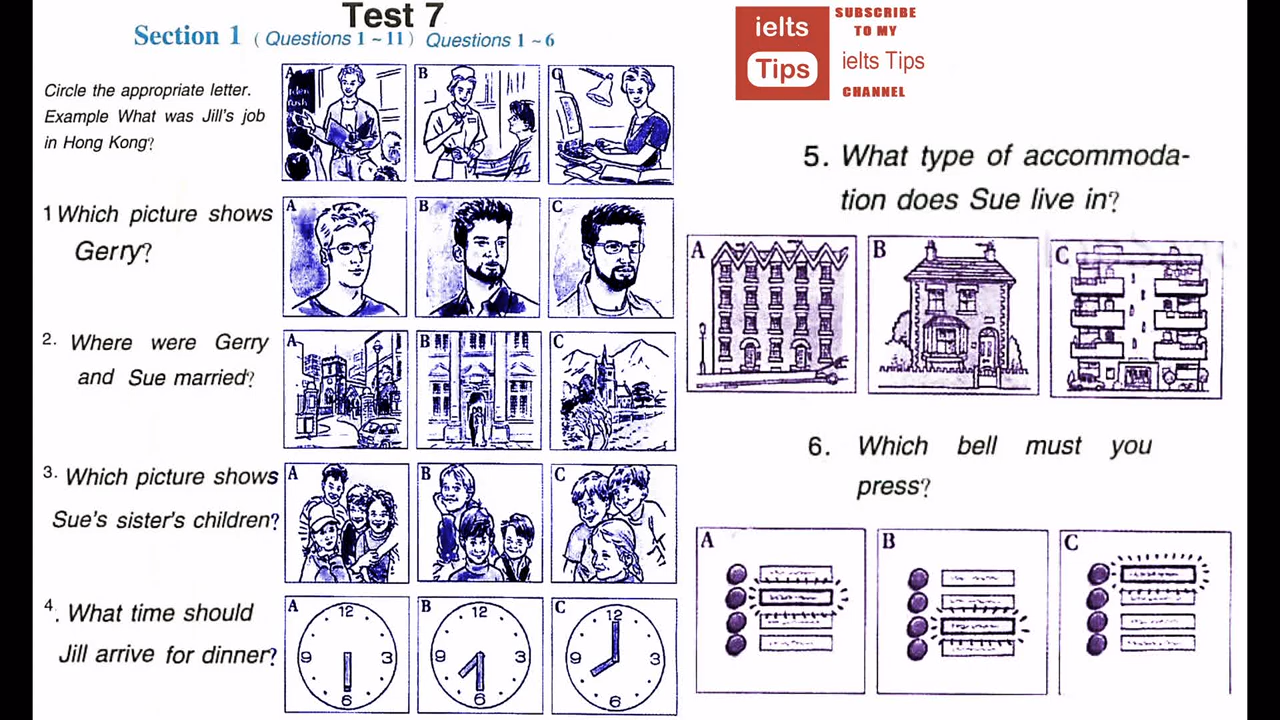 Test 7
Section 1 ( Questions 1 ~ 11 ) Questions 1 ~ 6
ielts
Tips
SUBSCRIBE
TO MY
ielts Tips
CHANNEL
Circle the appropriate letter.
Example What was Jill's job
in Hong Kong?
A
B
C
1 Which picture shows
Gerry?
A
B
C
2. Where were Gerry
and Sue married?
A
B
C
3. Which picture shows
Sue's sister's children?
A
B
C
4. What time should
Jill arrive for dinner?
A
12
9
3
6
B
12
9
3
6
C
12
9
3
6
5. What type of accommoda-
tion does Sue live in?
A
B
C
6. Which bell must you
press?
A
B
C